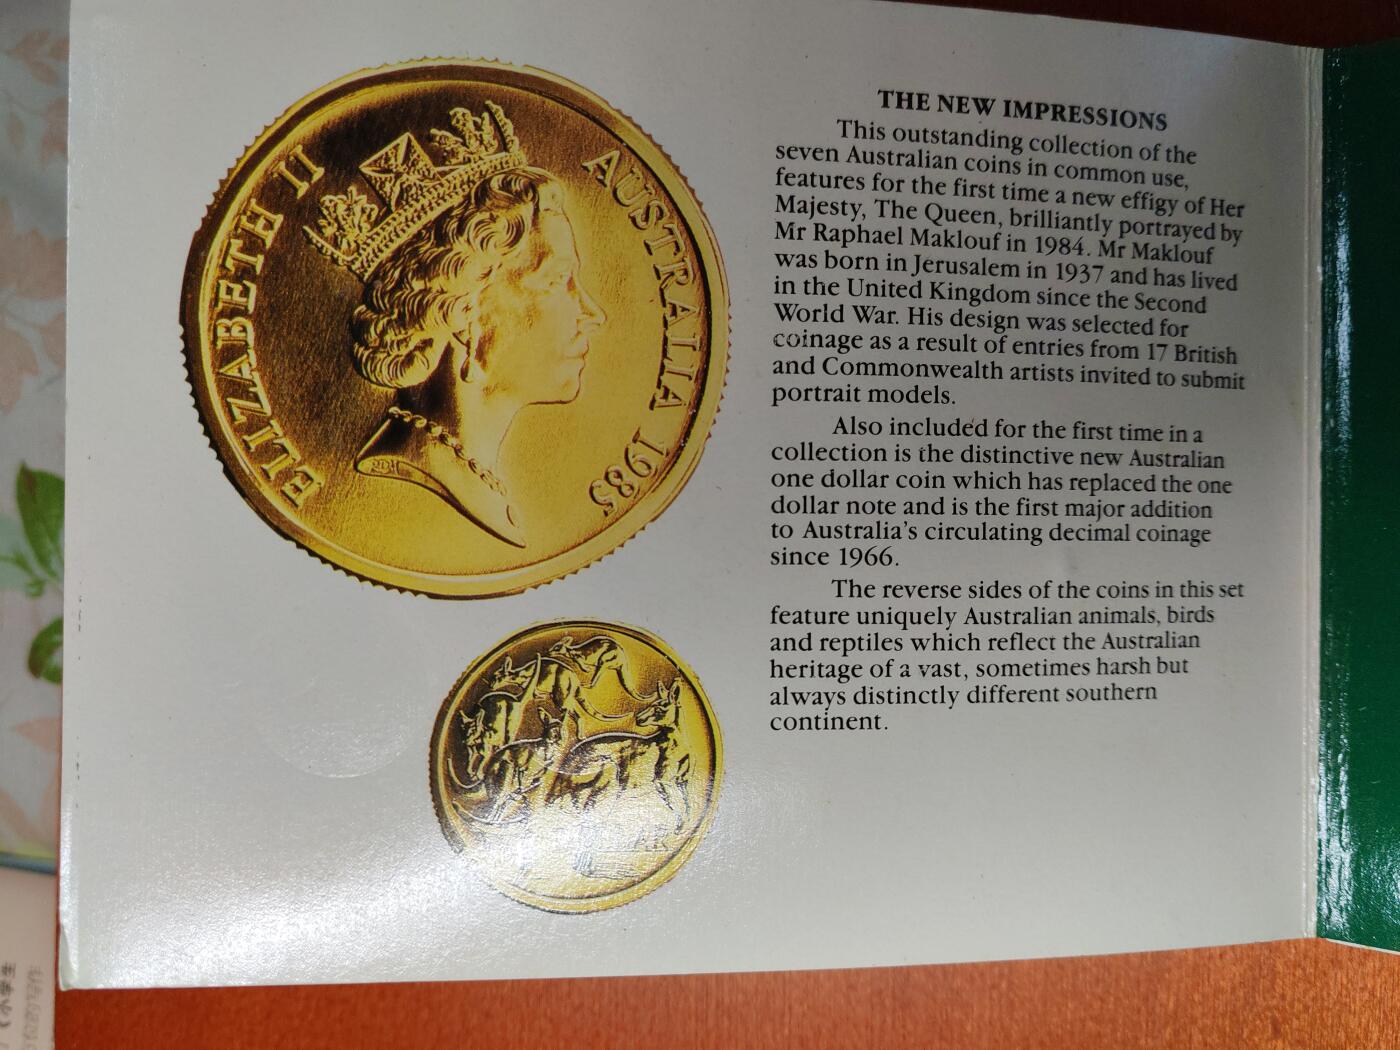 ELIZABETH II
AUSTRALIA 1985
THE NEW IMPRESSIONS
This outstanding collection of the
seven Australian coins in common use,
features for the first time a new effigy of Her
Majesty, The Queen, brilliantly portrayed by
Mr Raphael Maklouf in 1984. Mr Maklouf
was born in Jerusalem in 1937 and has lived
in the United Kingdom since the Second
World War. His design was selected for
coinage as a result of entries from 17 British
and Commonwealth artists invited to submit
portrait models.
Also included for the first time in a
collection is the distinctive new Australian
one dollar coin which has replaced the one
dollar note and is the first major addition
to Australia's circulating decimal coinage
since 1966.
The reverse sides of the coins in this set
feature uniquely Australian animals, birds
and reptiles which reflect the Australian
heritage of a vast, sometimes harsh but
always distinctly different southern
continent.
小学生